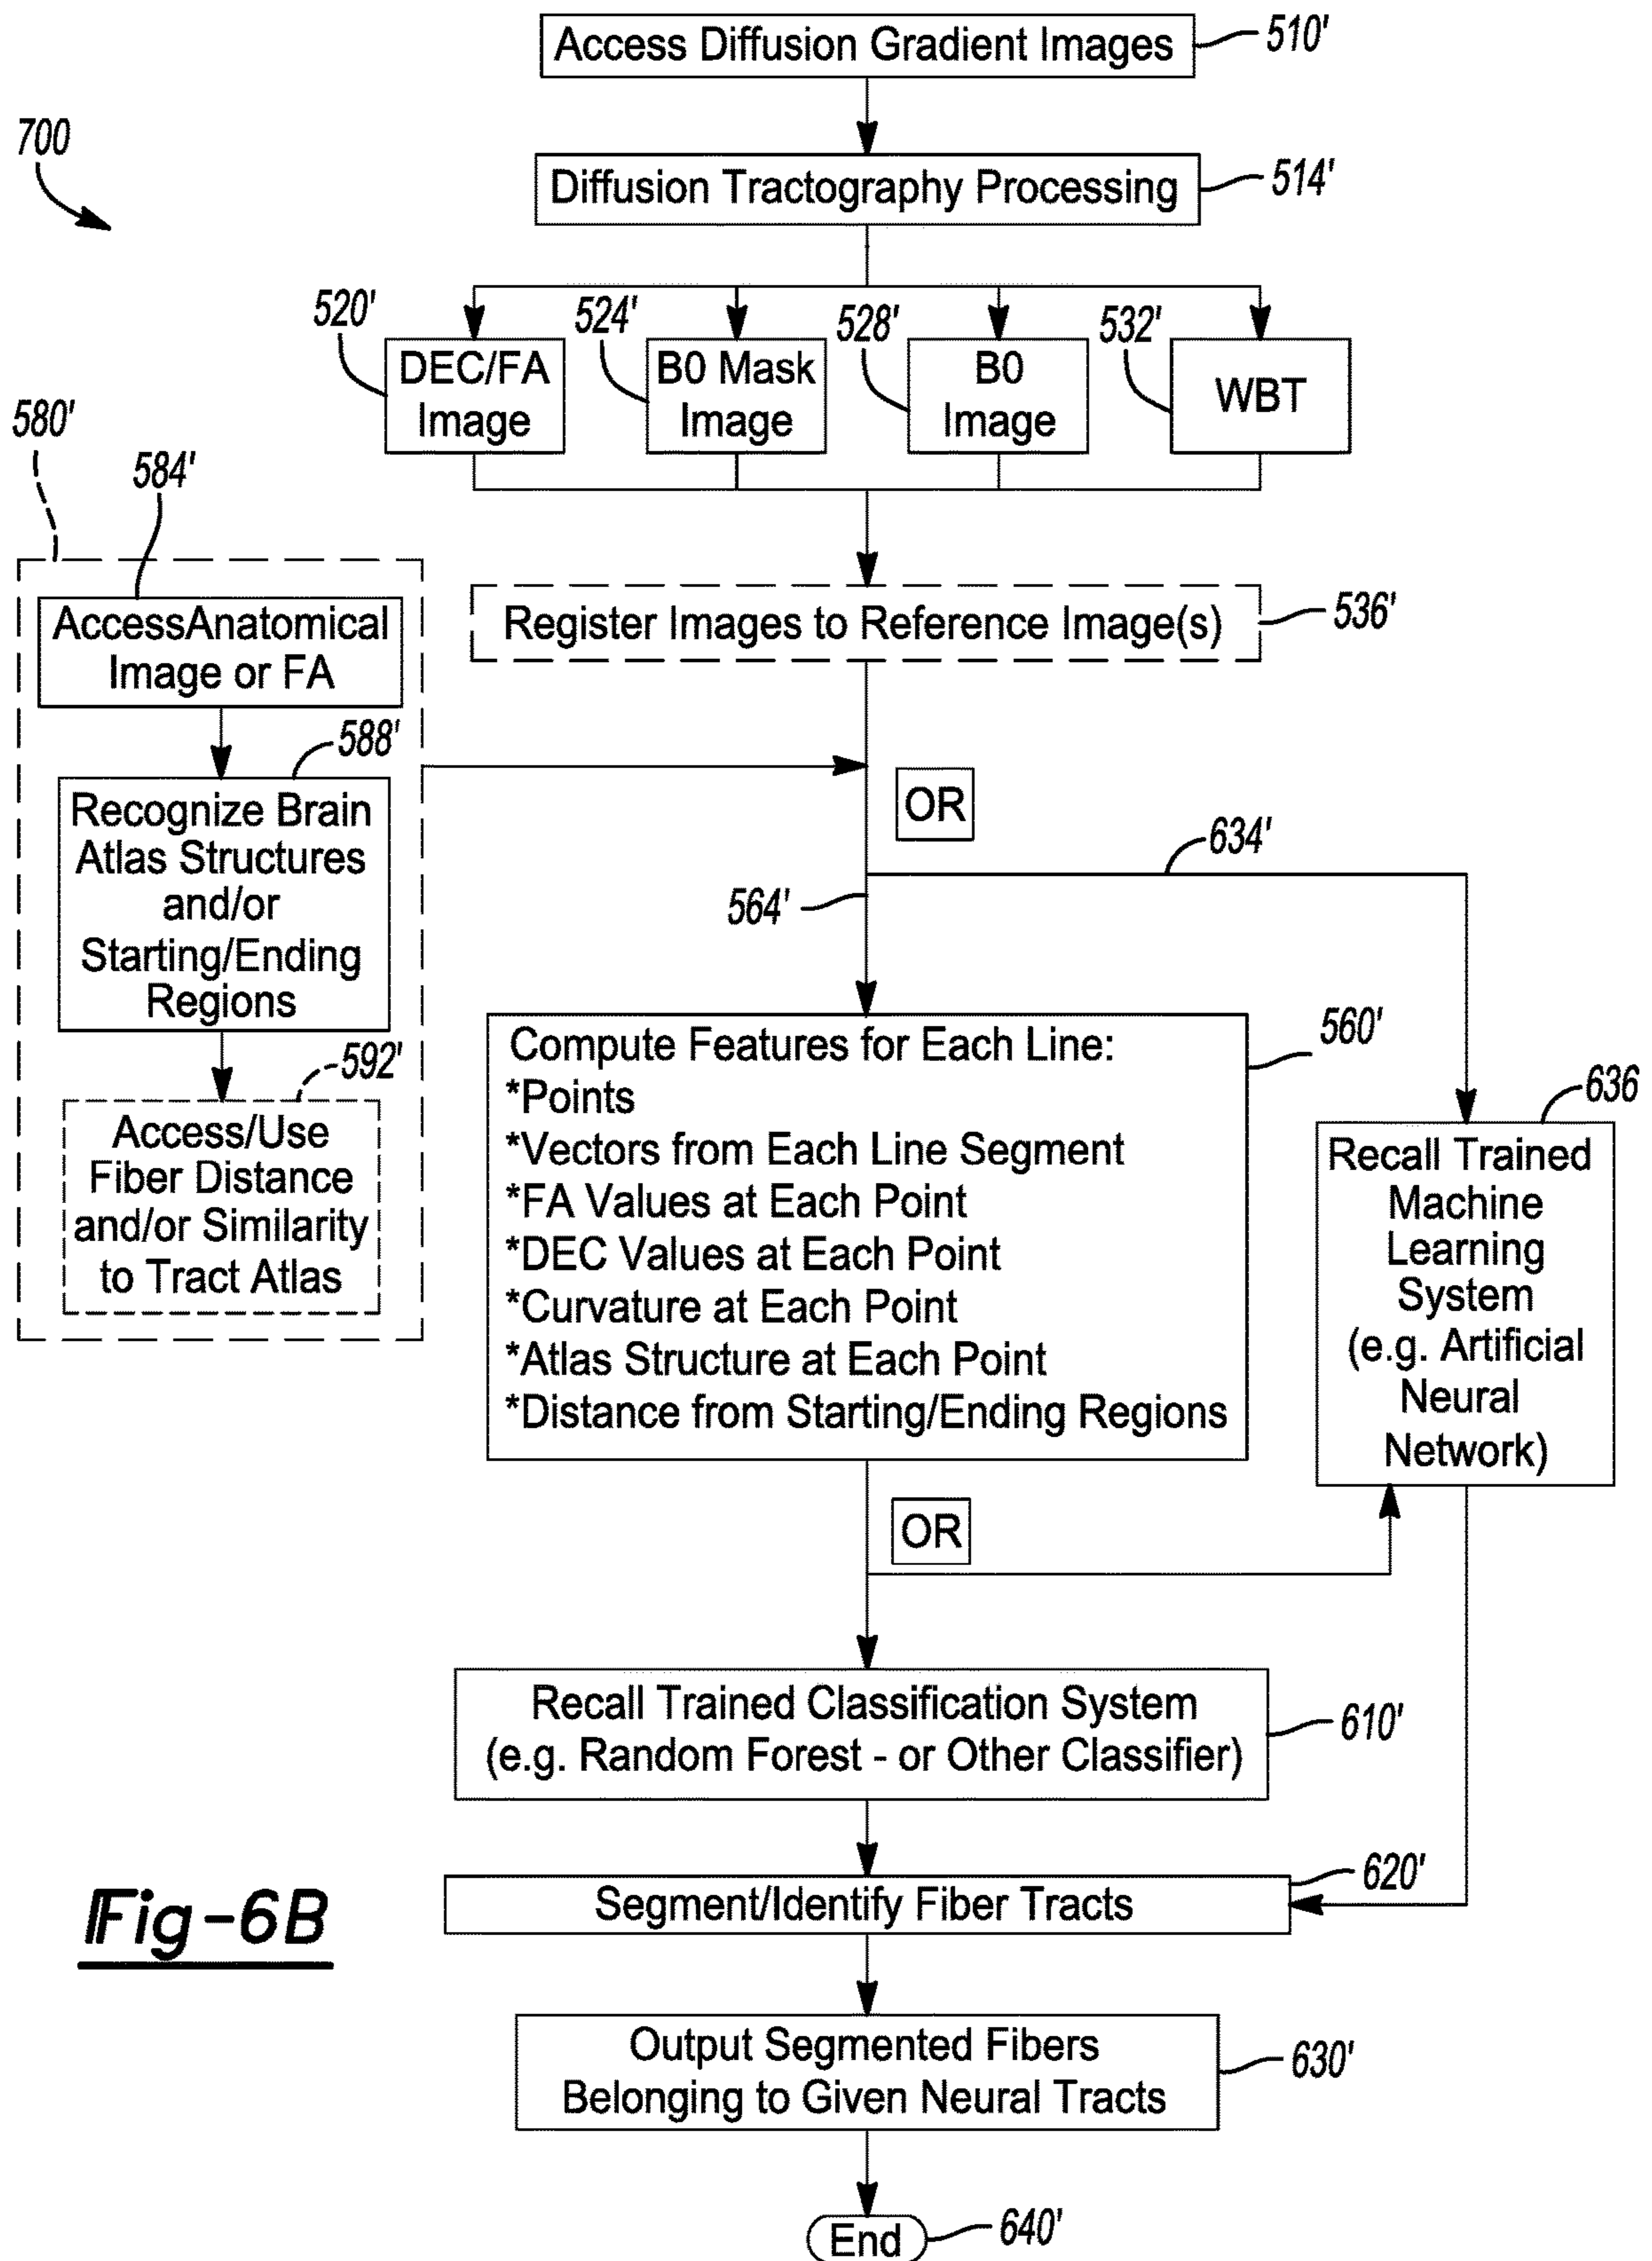 Access Diffusion Gradient Images
510'
700
Diffusion Tractography Processing
514'
520'
524'
528'
532'
DEC/FA
Image
B0 Mask
Image
B0
Image
WBT
580'
584'
AccessAnatomical
Image or FA
Register Images to Reference Image(s)
536'
588'
Recognize Brain
Atlas Structures
and/or
Starting/Ending
Regions
OR
634'
564'
592'
Access/Use
Fiber Distance
and/or Similarity
to Tract Atlas
Compute Features for Each Line:
*Points
*Vectors from Each Line Segment
*FA Values at Each Point
*DEC Values at Each Point
*Curvature at Each Point
*Atlas Structure at Each Point
*Distance from Starting/Ending Regions
560'
636
Recall Trained
Machine
Learning
System
(e.g. Artificial
Neural
Network)
OR
Recall Trained Classification System
(e.g. Random Forest - or Other Classifier)
610'
Segment/Identify Fiber Tracts
620'
Fig-6B
Output Segmented Fibers
Belonging to Given Neural Tracts
630'
End
640'